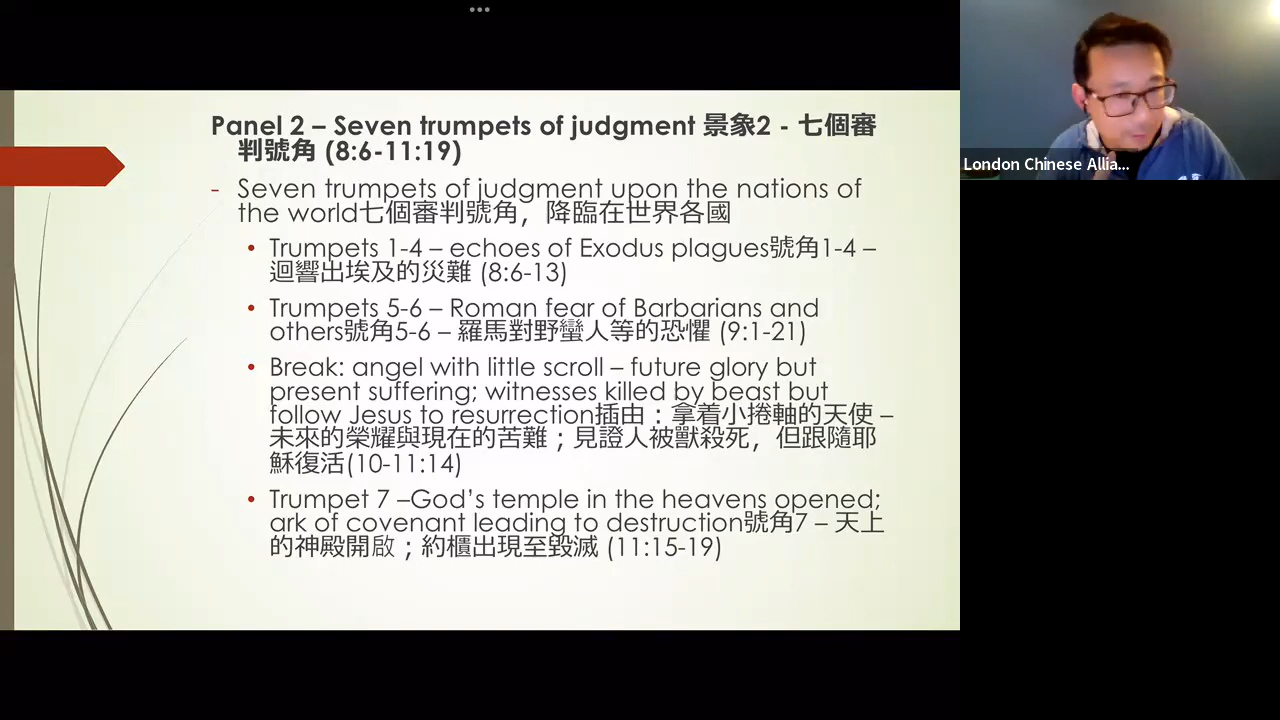 Panel 2 – Seven trumpets of judgment 景象2 - 七個審
判號角 (8:6-11:19)
- Seven trumpets of judgment upon the nations of
the world七個審判號角，降臨在世界各國
• Trumpets 1-4 – echoes of Exodus plagues號角1-4 –
迴響出埃及的災難 (8:6-13)
• Trumpets 5-6 – Roman fear of Barbarians and
others號角5-6 – 羅馬對野蠻人等的恐懼 (9:1-21)
• Break: angel with little scroll – future glory but
present suffering; witnesses killed by beast but
follow Jesus to resurrection插由：拿着小捲軸的天使 –
未來的榮耀與現在的苦難；見證人被獸殺死，但跟隨耶
穌復活(10-11:14)
• Trumpet 7 –God’s temple in the heavens opened;
ark of covenant leading to destruction號角7 – 天上
的神殿開啟；約櫃出現至毀滅 (11:15-19)
London Chinese Allia...